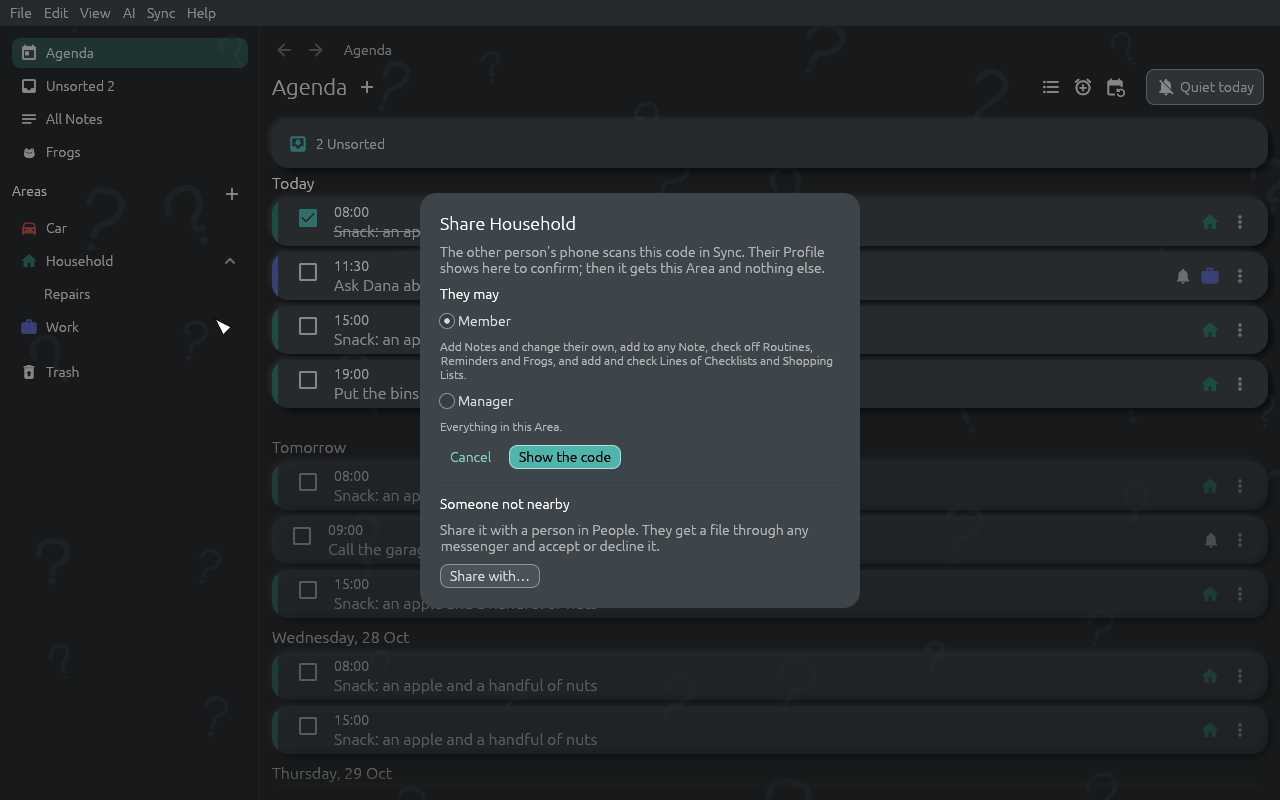 File Edit View AI Sync Help
Agenda
Unsorted 2
All Notes
Frogs
Areas
Car
Household
Repairs
Work
Trash
Agenda
Agenda
Quiet today
2 Unsorted
Today
08:00
Snack: an ap
11:30
Ask Dana ab
15:00
Snack: an ap
19:00
Put the bins
Tomorrow
08:00
Snack: an ap
09:00
Call the garag
15:00
Snack: an apple and a handful of nuts
Wednesday, 28 Oct
08:00
Snack: an apple and a handful of nuts
15:00
Snack: an apple and a handful of nuts
Thursday, 29 Oct
Share Household
The other person's phone scans this code in Sync. Their Profile
shows here to confirm; then it gets this Area and nothing else.
They may
Member
Add Notes and change their own, add to any Note, check off Routines,
Reminders and Frogs, and add and check Lines of Checklists and Shopping
Lists.
Manager
Everything in this Area.
Cancel
Show the code
Someone not nearby
Share it with a person in People. They get a file through any
messenger and accept or decline it.
Share with…